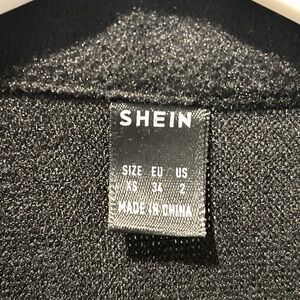 SHEIN
SIZE EU US
XS 34 2
MADE IN CHINA